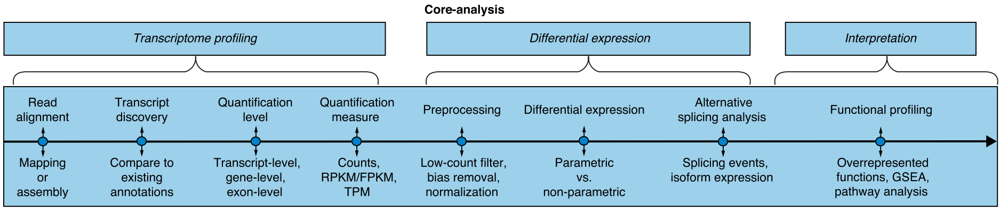 Core-analysis
Transcriptome profiling
Differential expression
Interpretation
Read
alignment
Transcript
discovery
Quantification
level
Quantification
measure
Preprocessing
Differential expression
Alternative
splicing analysis
Functional profiling
Mapping
or
assembly
Compare to
existing
annotations
Transcript-level,
gene-level,
exon-level
Counts,
RPKM/FPKM,
TPM
Low-count filter,
bias removal,
normalization
Parametric
vs.
non-parametric
Splicing events,
isoform expression
Overrepresented
functions, GSEA,
pathway analysis